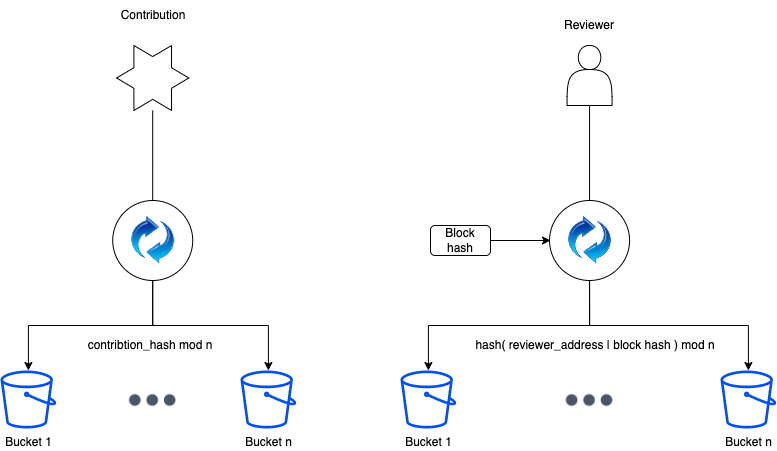 Contribution
Reviewer
Block
hash
contribtion_hash mod n
hash( reviewer_address | block hash ) mod n
Bucket 1
Bucket n
Bucket 1
Bucket n